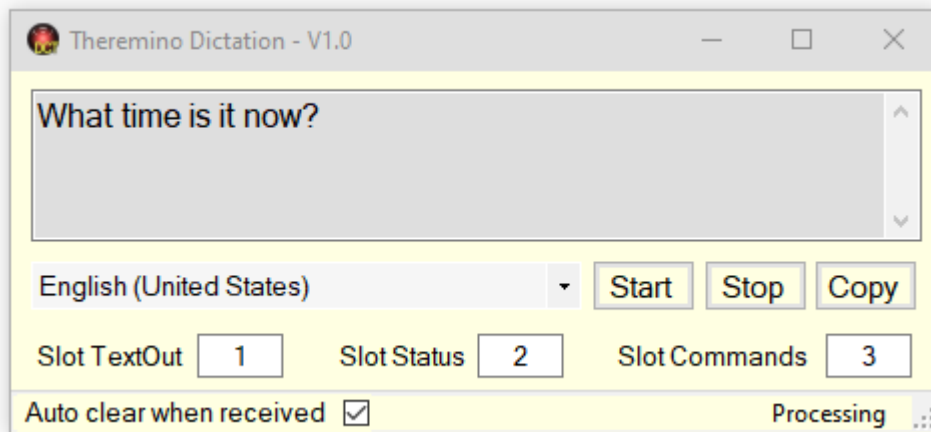 Theremino Dictation - V1.0
What time is it now?
English (United States) Start Stop Copy
Slot TextOut 1 Slot Status 2 Slot Commands 3
Auto clear when received Processing